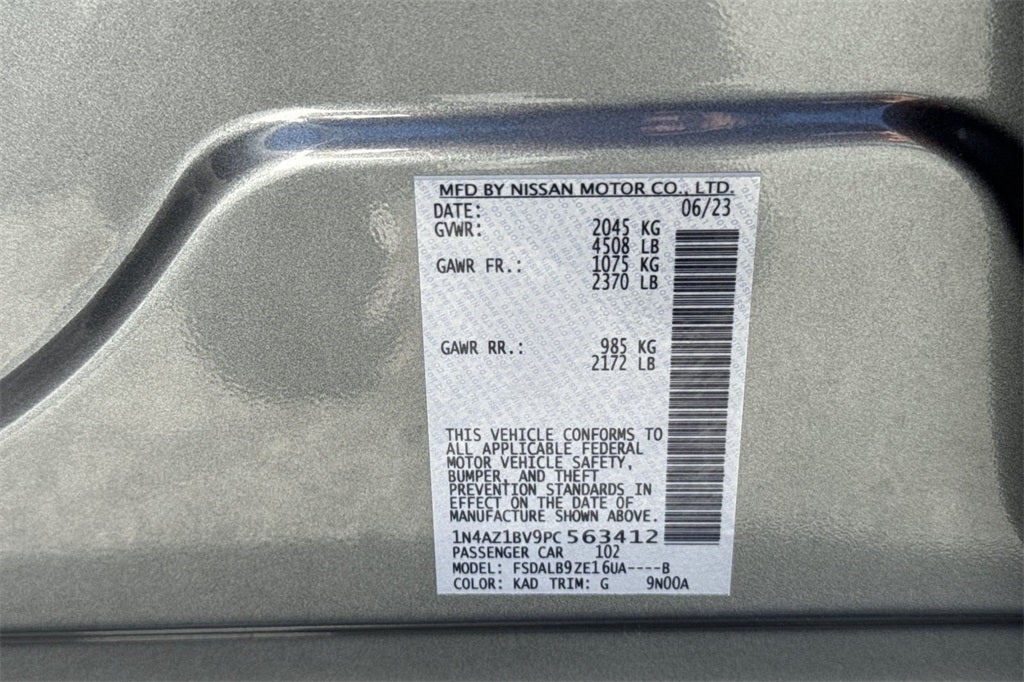 MFD BY NISSAN MOTOR CO., LTD.
DATE: 06/23
GVWR: 2045 KG
4508 LB
GAWR FR.: 1075 KG
2370 LB
GAWR RR.: 985 KG
2172 LB
THIS VEHICLE CONFORMS TO
ALL APPLICABLE FEDERAL
MOTOR VEHICLE SAFETY,
BUMPER, AND THEFT
PREVENTION STANDARDS IN
EFFECT ON THE DATE OF
MANUFACTURE SHOWN ABOVE.
1N4AZ1BV9PC563412
PASSENGER CAR 102
MODEL: FSDALB9ZE16UA----B
COLOR: KAD TRIM: G 9N00A